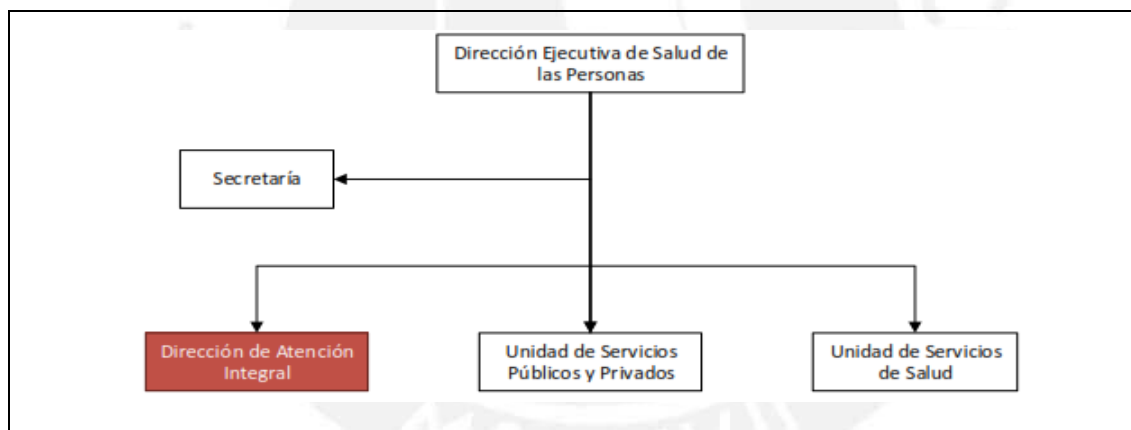 Dirección Ejecutiva de Salud de
las Personas
Secretaría
Dirección de Atención
Integral
Unidad de Servicios
Públicos y Privados
Unidad de Servicios
de Salud